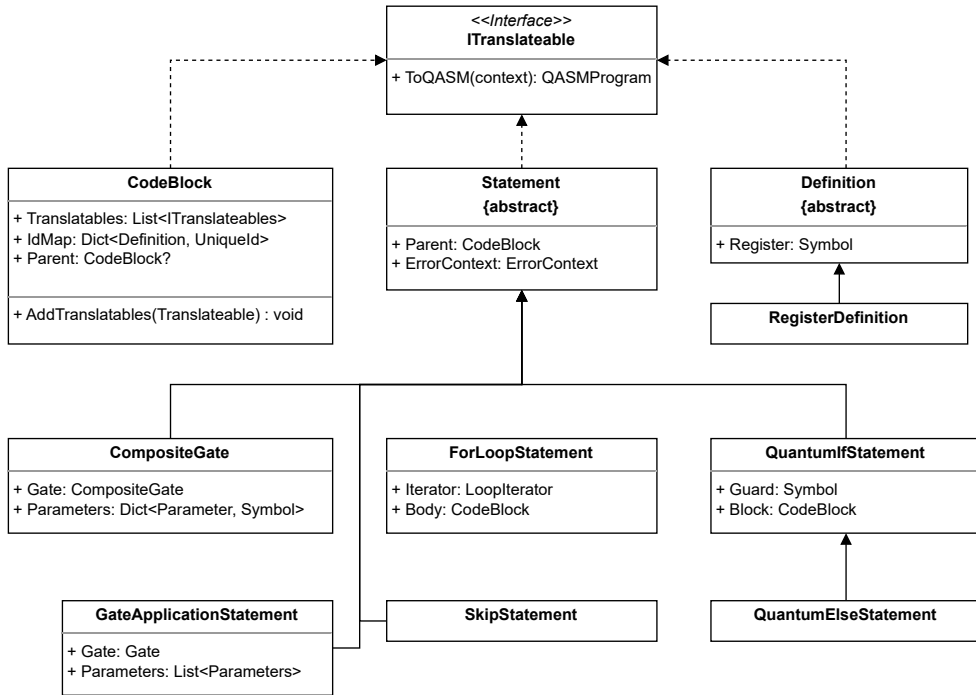 <<Interface>>
ITranslateable
+ ToQASM(context): QASMProgram
CodeBlock
+ Translatables: List<ITranslateables>
+ IdMap: Dict<Definition, UniqueId>
+ Parent: CodeBlock?
+ AddTranslatables(Translateable) : void
Statement
{abstract}
+ Parent: CodeBlock
+ ErrorContext: ErrorContext
Definition
{abstract}
+ Register: Symbol
RegisterDefinition
CompositeGate
+ Gate: CompositeGate
+ Parameters: Dict<Parameter, Symbol>
ForLoopStatement
+ Iterator: LoopIterator
+ Body: CodeBlock
QuantumIfStatement
+ Guard: Symbol
+ Block: CodeBlock
GateApplicationStatement
+ Gate: Gate
+ Parameters: List<Parameters>
SkipStatement
QuantumElseStatement